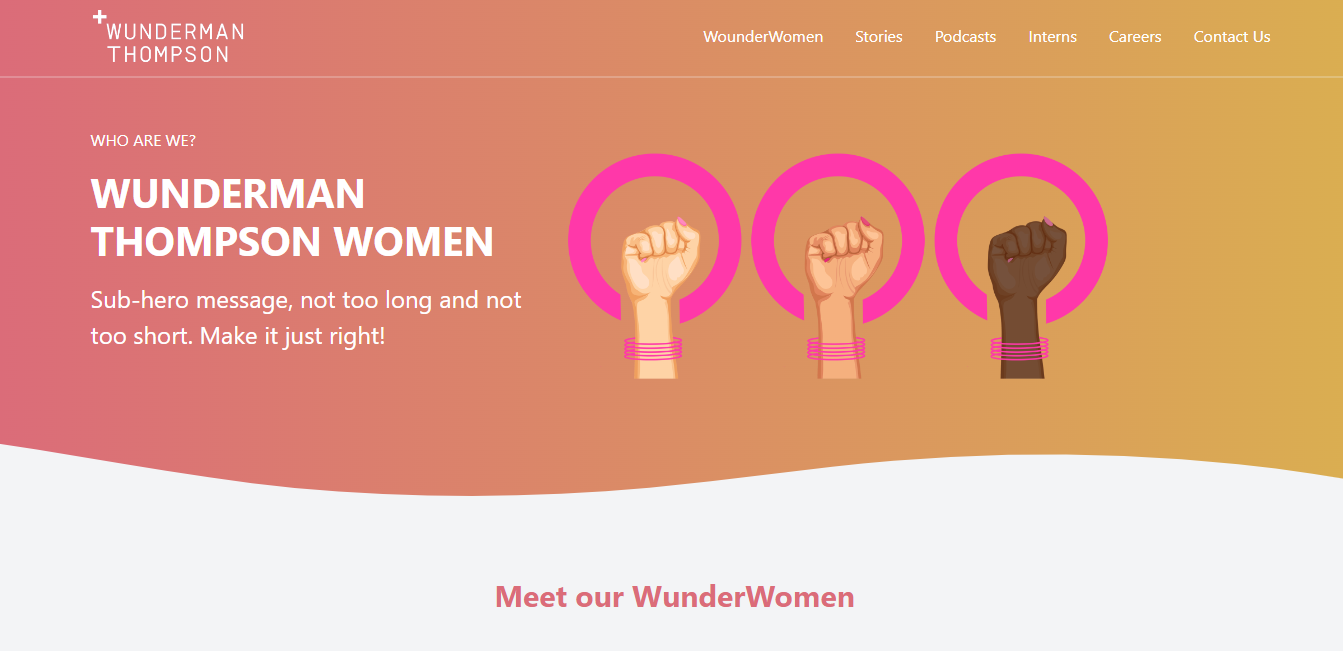 WUNDERMAN
THOMPSON
WounderWomen Stories Podcasts Interns Careers Contact Us
WHO ARE WE?
WUNDERMAN
THOMPSON WOMEN
Sub-hero message, not too long and not
too short. Make it just right!
Meet our WunderWomen